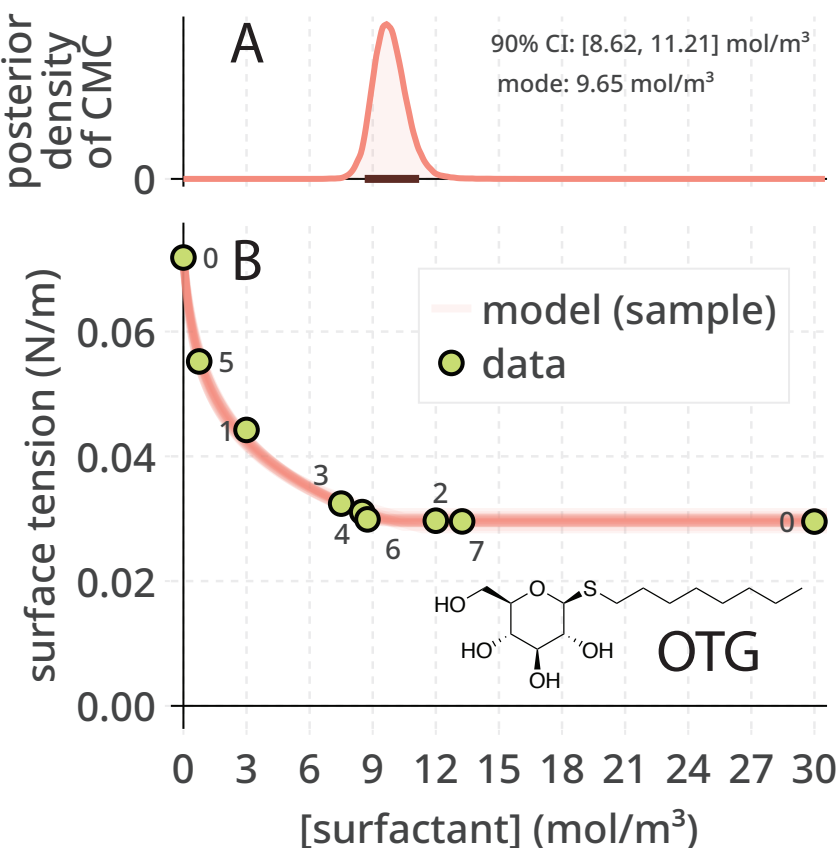 posterior
density
of CMC
A
90% CI: [8.62, 11.21] mol/m³
mode: 9.65 mol/m³
0
B
surface tension (N/m)
0.06
0.04
0.02
0.00
0
5
1
3
4
6
2
7
0
model (sample)
data
HO
O
S
HO
OH
OH
OTG
0 3 6 9 12 15 18 21 24 27 30
[surfactant] (mol/m³)